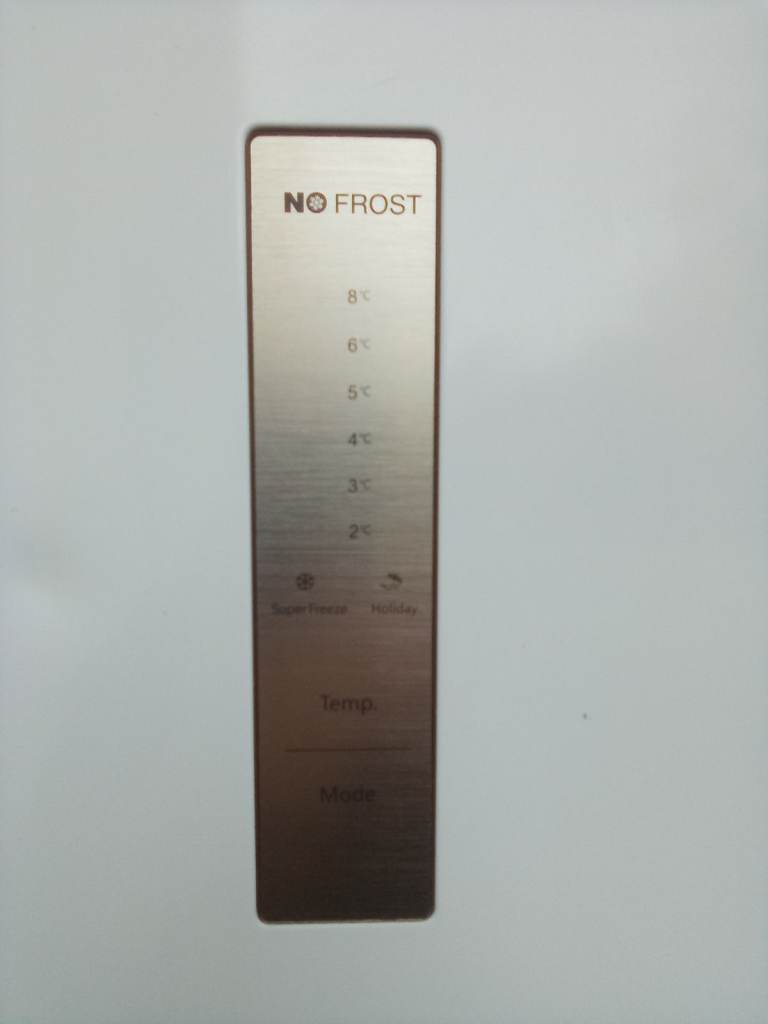 NO FROST
8°C
6°C
5°C
4°C
3°C
2°C
Super Freeze Holiday
Temp.
Mode